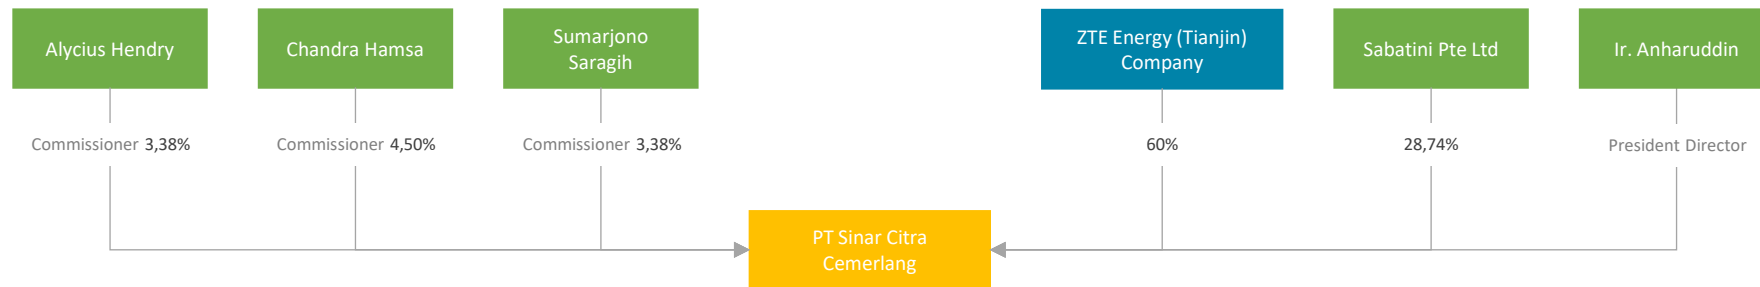 Alycius Hendry
Chandra Hamsa
Sumarjono
Saragih
ZTE Energy (Tianjin)
Company
Sabatini Pte Ltd
Ir. Anharuddin
Commissioner 3,38%
Commissioner 4,50%
Commissioner 3,38%
60%
28,74%
President Director
PT Sinar Citra
Cemerlang